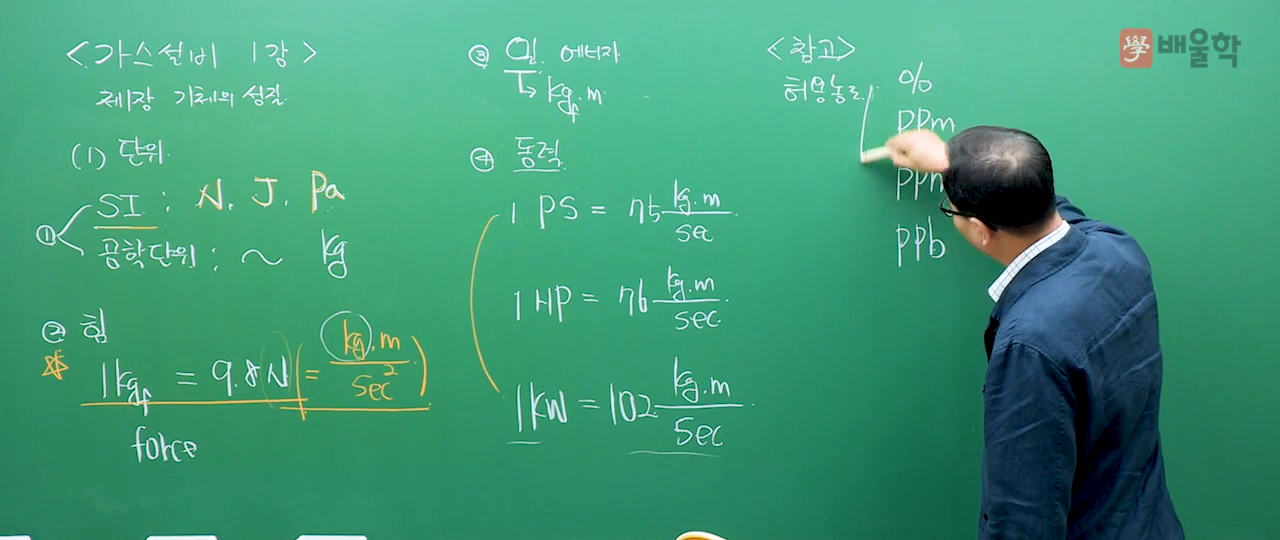 <가스설비 1강>
제1장 기체의 성질
(1) 단위
① SI : N. J. Pa
공학단위 : ~ kg
② 힘
☆ 1kgf = 9.8N (= kg.m/sec²)
force
③ 일. 에너지
↳ kgf.m
④ 동력
1 PS = 75 kg.m/sec
1 HP = 76 kg.m/sec
1kW = 102 kg.m/sec
<참고>
허용농도
%
ppm
ppb
學 배울학